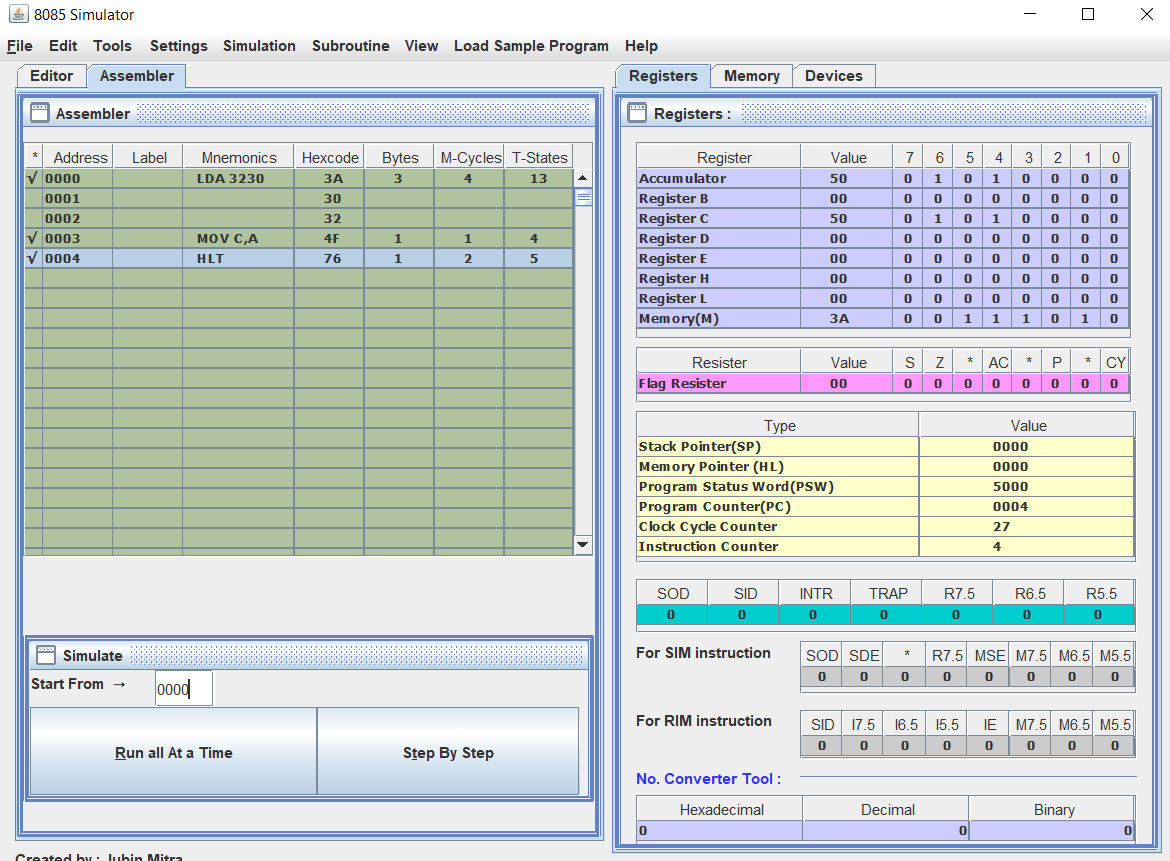 8085 Simulator
File Edit Tools Settings Simulation Subroutine View Load Sample Program Help
Editor Assembler
Assembler
* Address Label Mnemonics Hexcode Bytes M-Cycles T-States
√ 0000 LDA 3230 3A 3 4 13
0001 30
0002 32
√ 0003 MOV C,A 4F 1 1 4
√ 0004 HLT 76 1 2 5
Simulate
Start From → 0000
Run all At a Time Step By Step
Created by : Jubin Mitra
Registers Memory Devices
Registers :
Register Value 7 6 5 4 3 2 1 0
Accumulator 50 0 1 0 1 0 0 0 0
Register B 00 0 0 0 0 0 0 0 0
Register C 50 0 1 0 1 0 0 0 0
Register D 00 0 0 0 0 0 0 0 0
Register E 00 0 0 0 0 0 0 0 0
Register H 00 0 0 0 0 0 0 0 0
Register L 00 0 0 0 0 0 0 0 0
Memory(M) 3A 0 0 1 1 1 0 1 0
Resister Value S Z * AC * P * CY
Flag Resister 00 0 0 0 0 0 0 0 0
Type Value
Stack Pointer(SP) 0000
Memory Pointer (HL) 0000
Program Status Word(PSW) 5000
Program Counter(PC) 0004
Clock Cycle Counter 27
Instruction Counter 4
SOD SID INTR TRAP R7.5 R6.5 R5.5
0 0 0 0 0 0 0
For SIM instruction
SOD SDE * R7.5 MSE M7.5 M6.5 M5.5
0 0 0 0 0 0 0 0
For RIM instruction
SID I7.5 I6.5 I5.5 IE M7.5 M6.5 M5.5
0 0 0 0 0 0 0 0
No. Converter Tool :
Hexadecimal Decimal Binary
0 0 0